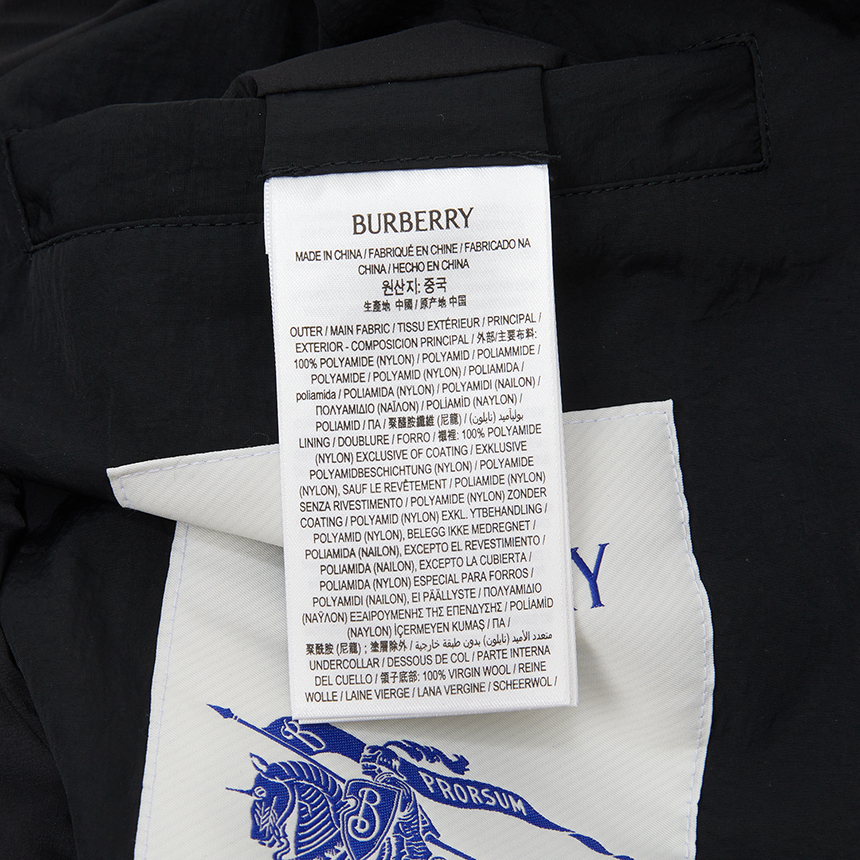 BURBERRY
MADE IN CHINA / FABRIQUÉ EN CHINE / FABRICADO NA
CHINA / HECHO EN CHINA
원산지: 중국
生產地 中國 / 原产地 中国
OUTER / MAIN FABRIC / TISSU EXTÉRIEUR / PRINCIPAL /
EXTERIOR - COMPOSICION PRINCIPAL / 外部/主要布料:
100% POLYAMIDE (NYLON) / POLYAMID / POLIAMMIDE /
POLYAMIDE / POLYAMID (NYLON) / POLIAMIDA /
poliamida / POLIAMIDA (NYLON) / POLYAMIDI (NAILON) /
ΠΟΛΥΑΜΙΔΙΟ (ΝΑΪΛΟΝ) / POLİAMİD (NAYLON) /
POLIAMID / ПА / 聚醯胺纖維 (尼龍) / بوليأميد (نايلون)
LINING / DOUBLURE / FORRO / 襯裡: 100% POLYAMIDE
(NYLON) EXCLUSIVE OF COATING / EXKLUSIVE
POLYAMIDBESCHICHTUNG (NYLON) / POLYAMIDE
(NYLON), SAUF LE REVÊTEMENT / POLIAMMIDE
SENZA RIVESTIMENTO / POLYAMIDE (NYLON) ZONDER
COATING / POLYAMID (NYLON) EXKL. YTBEHANDLING /
POLYAMID (NYLON), BELEGG IKKE MEDREGNET /
POLIAMIDA (NAILON), EXCEPTO EL REVESTIMIENTO /
POLIAMIDA (NAILON), EXCEPTO LA CUBIERTA /
POLIAMIDA (NYLON) ESPECIAL PARA FORROS /
POLYAMIDI (NYLON), EI PÄÄLLYSTE / ΠΟΛΥΑΜΙΔΙΟ
(ΝΑΫΛΟΝ) ΕΞΑΙΡΟΥΜΕΝΗΣ ΤΗΣ ΕΠΕΝΔΥΣΗΣ / POLİAMİD
(NAYLON) İÇERMEYEN KUMAŞ / ПА /
聚醯胺 (尼龍) ; 塗層除外 / متعدد الأميد (نايلون) بدون طبقة خارجية
UNDERCOLLAR / DESSOUS DE COL / PARTE INTERNA
DEL CUELLO / 領子底部: 100% VIRGIN WOOL / REINE
WOLLE / LAINE VIERGE / LANA VERGINE / SCHEERWOL /
RY
B
PRORSUM
B